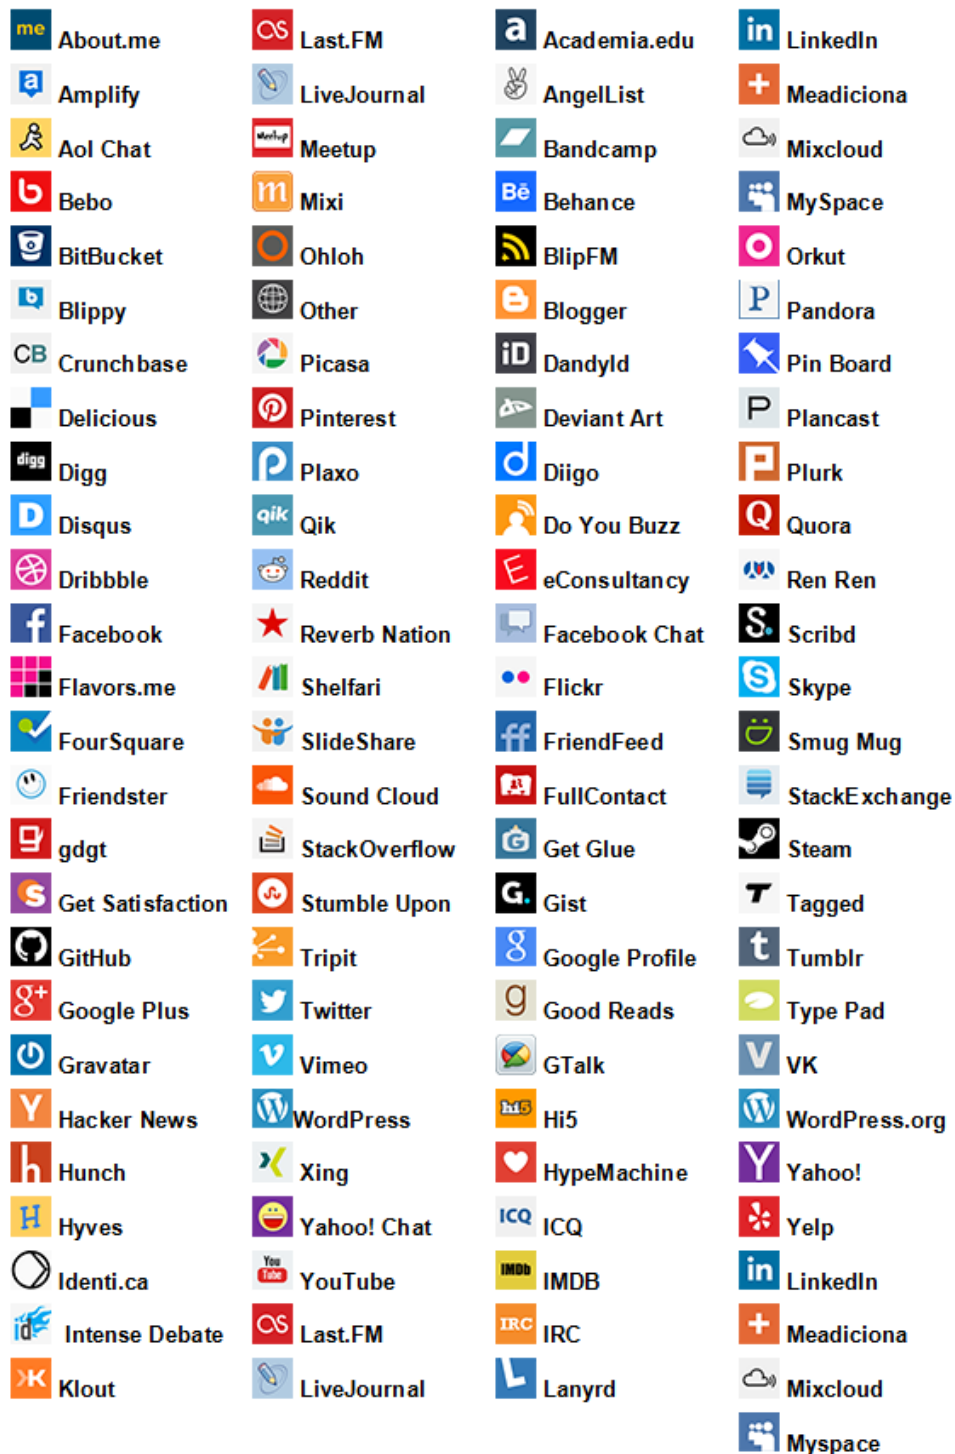 About.me Last.FM Academia.edu LinkedIn
Amplify LiveJournal AngelList Meadiciona
Aol Chat Meetup Bandcamp Mixcloud
Bebo Mixi Behance MySpace
BitBucket Ohloh BlipFM Orkut
Blippy Other Blogger Pandora
Crunchbase Picasa DandyId Pin Board
Delicious Pinterest Deviant Art Plancast
Digg Plaxo Diigo Plurk
Disqus Qik Do You Buzz Quora
Dribbble Reddit eConsultancy Ren Ren
Facebook Reverb Nation Facebook Chat Scribd
Flavors.me Shelfari Flickr Skype
FourSquare SlideShare FriendFeed Smug Mug
Friendster Sound Cloud FullContact StackExchange
gdgt StackOverflow Get Glue Steam
Get Satisfaction Stumble Upon Gist Tagged
GitHub Tripit Google Profile Tumblr
Google Plus Twitter Good Reads Type Pad
Gravatar Vimeo GTalk VK
Hacker News WordPress Hi5 WordPress.org
Hunch Xing HypeMachine Yahoo!
Hyves Yahoo! Chat ICQ Yelp
Identi.ca YouTube IMDB LinkedIn
Intense Debate Last.FM IRC Meadiciona
Klout LiveJournal Lanyrd Mixcloud
Myspace